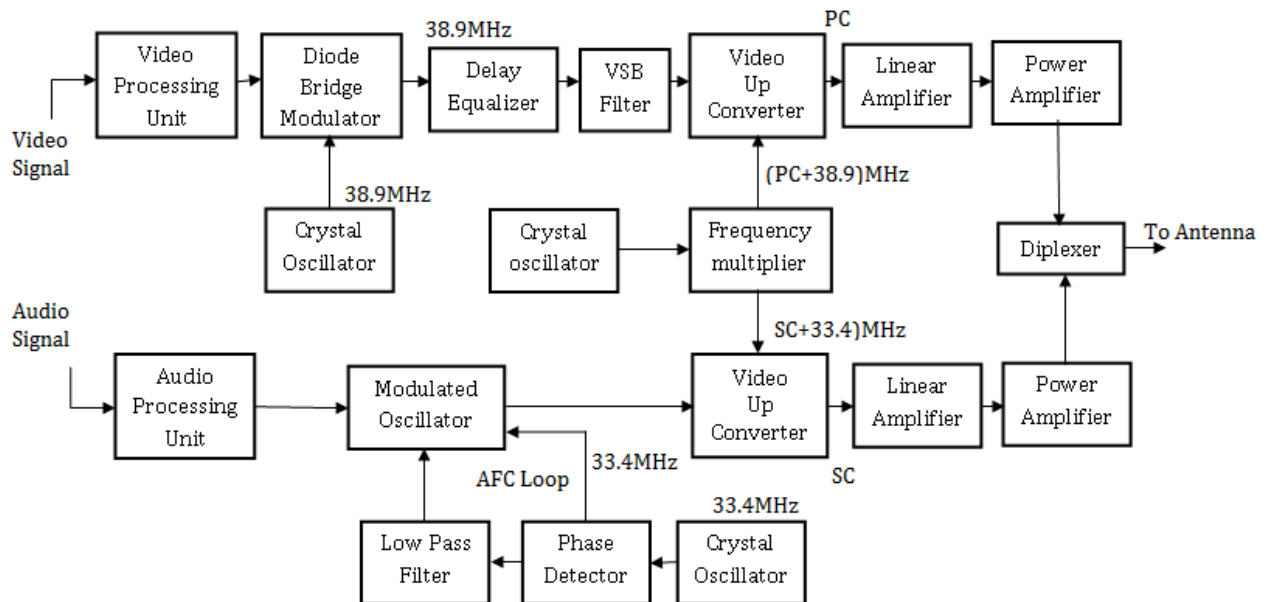 38.9MHz
PC
Video
Processing
Unit
Diode
Bridge
Modulator
Delay
Equalizer
VSB
Filter
Video
Up
Converter
Linear
Amplifier
Power
Amplifier
Video
Signal
38.9MHz
(PC+38.9)MHz
Crystal
Oscillator
Crystal
oscillator
Frequency
multiplier
Diplexer
To Antenna
Audio
Signal
SC+33.4)MHz
Audio
Processing
Unit
Modulated
Oscillator
Video
Up
Converter
Linear
Amplifier
Power
Amplifier
AFC Loop
33.4MHz
SC
33.4MHz
Low Pass
Filter
Phase
Detector
Crystal
Oscillator